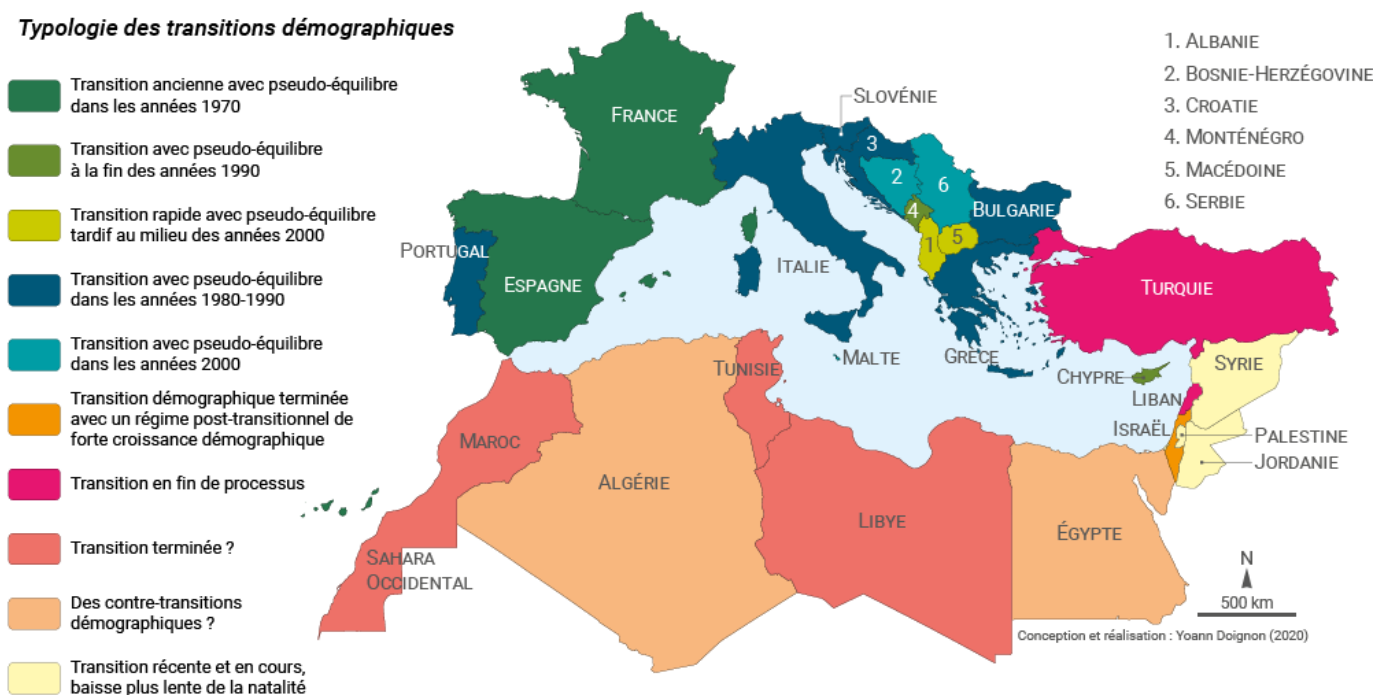 Typologie des transitions démographiques
Transition ancienne avec pseudo-équilibre
dans les années 1970
Transition avec pseudo-équilibre
à la fin des années 1990
Transition rapide avec pseudo-équilibre
tardif au milieu des années 2000
Transition avec pseudo-équilibre
dans les années 1980-1990
Transition avec pseudo-équilibre
dans les années 2000
Transition démographique terminée
avec un régime post-transitionnel de
forte croissance démographique
Transition en fin de processus
Transition terminée ?
Des contre-transitions
démographiques ?
Transition récente et en cours,
baisse plus lente de la natalité
1. ALBANIE
2. BOSNIE-HERZÉGOVINE
3. CROATIE
4. MONTÉNÉGRO
5. MACÉDOINE
6. SERBIE
SLOVÉNIE
FRANCE
3
2
6
4
1
5
BULGARIE
PORTUGAL
ESPAGNE
ITALIE
TURQUIE
MALTE
GRÈCE
CHYPRE
SYRIE
LIBAN
ISRAËL
PALESTINE
JORDANIE
TUNISIE
MAROC
ALGÉRIE
LIBYE
ÉGYPTE
SAHARA
OCCIDENTAL
N
500 km
Conception et réalisation : Yoann Doignon (2020)